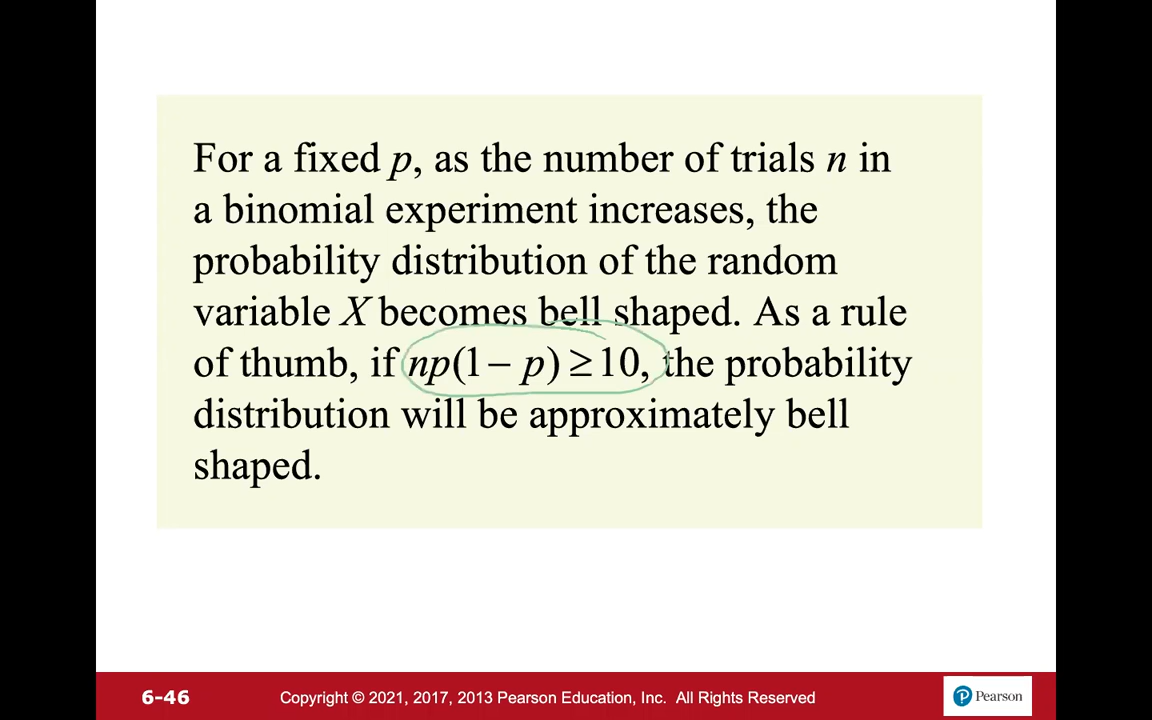 For a fixed p, as the number of trials n in
a binomial experiment increases, the
probability distribution of the random
variable X becomes bell shaped. As a rule
of thumb, if np(1 − p) ≥ 10, the probability
distribution will be approximately bell
shaped.
6-46 Copyright © 2021, 2017, 2013 Pearson Education, Inc. All Rights Reserved Pearson